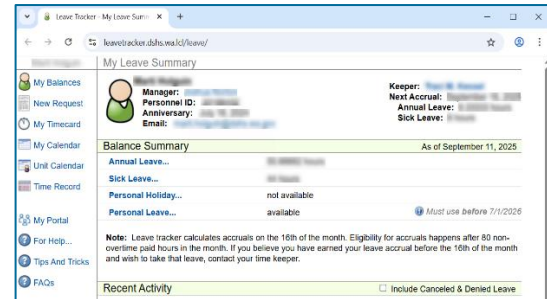 Leave Tracker - My Leave Summ
leavetracker.dshs.wa.lcl/leave/
My Leave Summary
My Balances
New Request
My Timecard
My Calendar
Unit Calendar
Time Record
My Portal
For Help...
Tips And Tricks
FAQs
Manager:
Personnel ID:
Anniversary:
Email:
Keeper:
Next Accrual:
Annual Leave:
Sick Leave:
Balance Summary As of September 11, 2025
Annual Leave...
Sick Leave...
Personal Holiday... not available
Personal Leave... available Must use before 7/1/2026
Note: Leave tracker calculates accruals on the 16th of the month. Eligibility for accruals happens after 80 non-
overtime paid hours in the month. If you believe you have earned your leave accrual before the 16th of the month
and wish to take that leave, contact your time keeper.
Recent Activity Include Canceled & Denied Leave